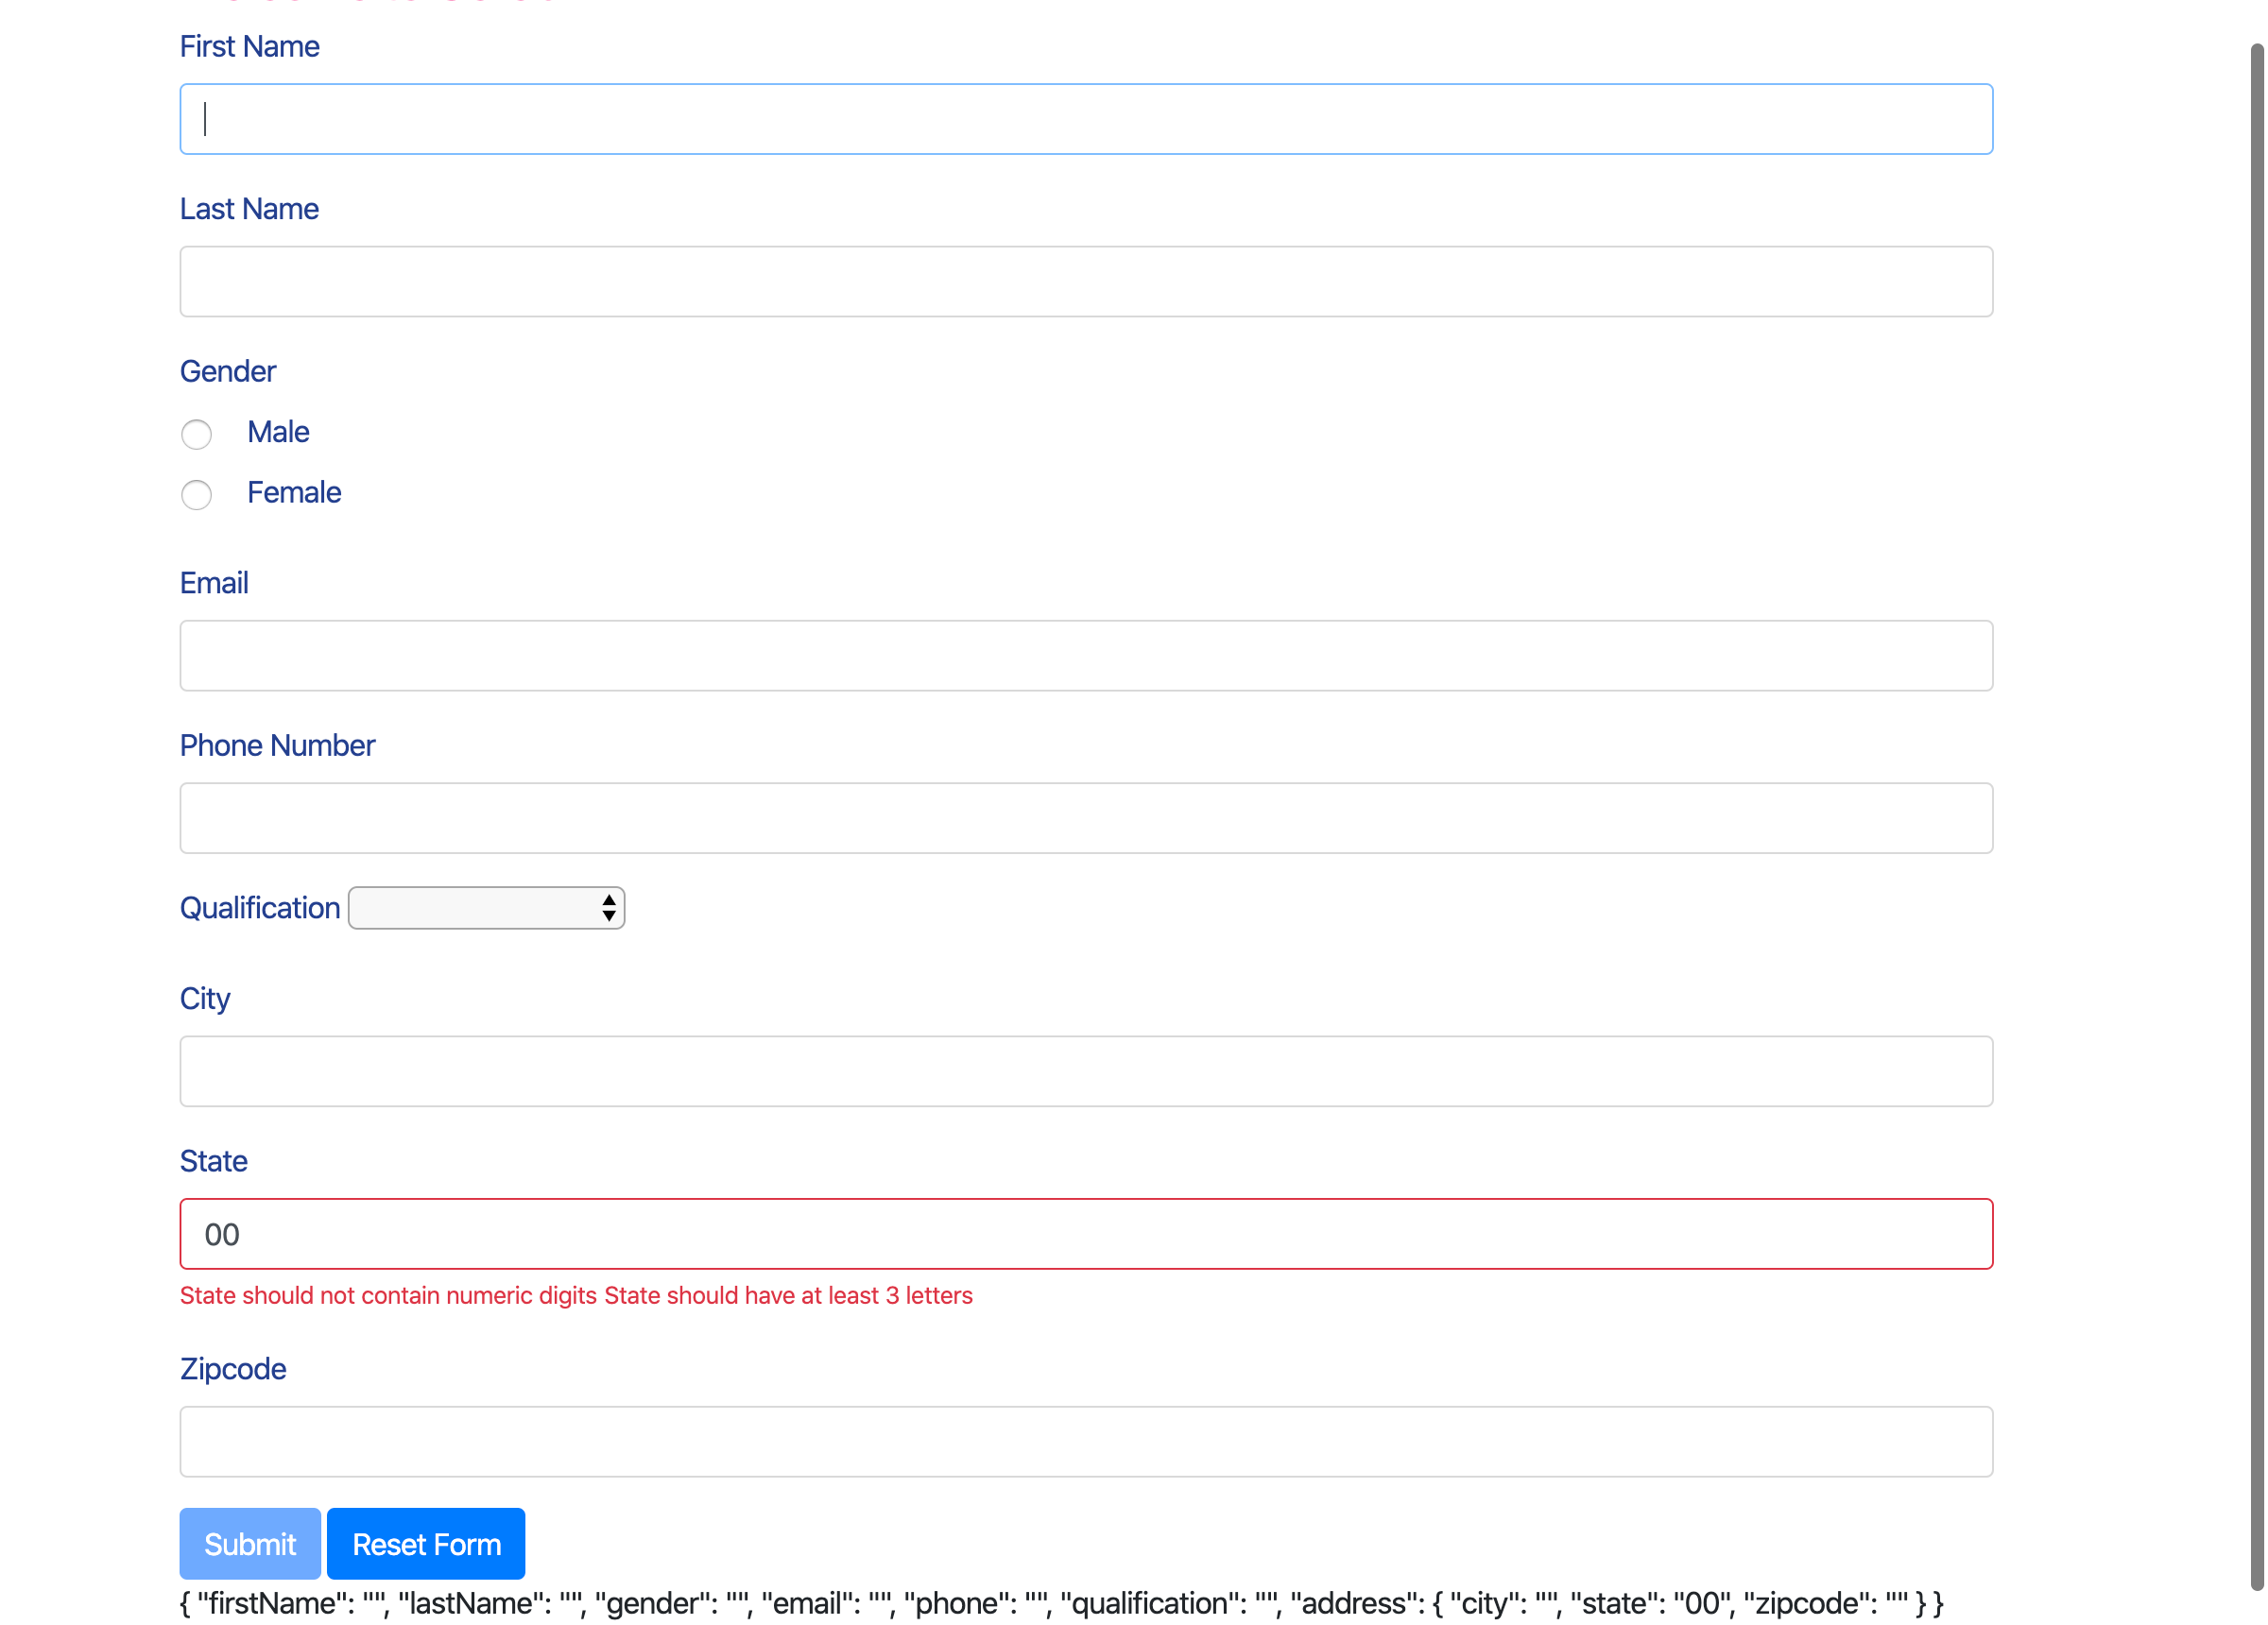 First Name
Last Name
Gender
Male
Female
Email
Phone Number
Qualification
City
State
00
State should not contain numeric digits State should have at least 3 letters
Zipcode
Submit Reset Form
{ "firstName": "", "lastName": "", "gender": "", "email": "", "phone": "", "qualification": "", "address": { "city": "", "state": "00", "zipcode": "" } }